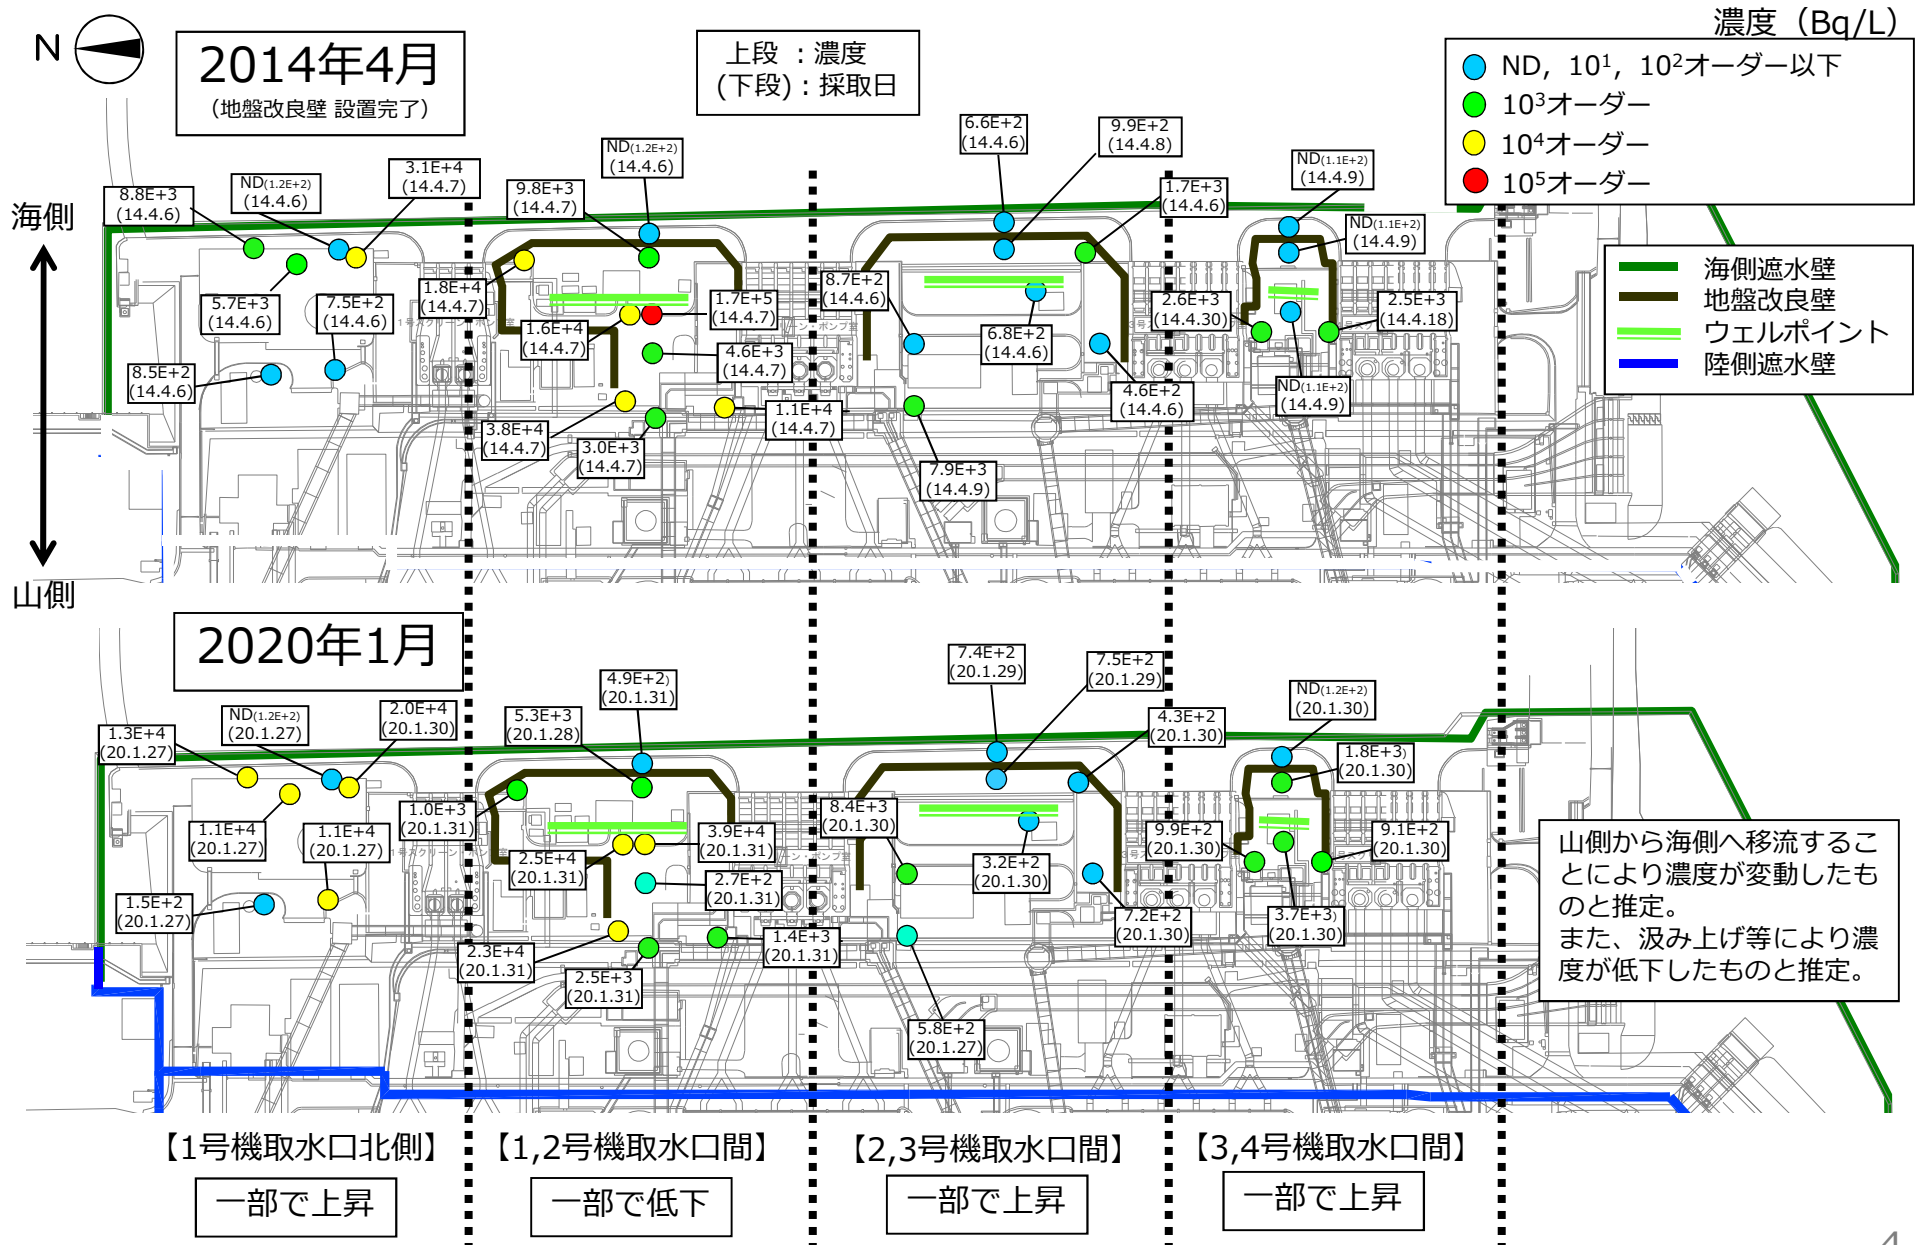 濃度（Bq/L）
N
2014年4月
（地盤改良壁 設置完了）
上段 ：濃度
(下段)：採取日
ND，10¹，10²オーダー以下
10³オーダー
10⁴オーダー
10⁵オーダー
海側遮水壁
地盤改良壁
ウェルポイント
陸側遮水壁
海側
山側
8.8E+3
(14.4.6)
ND(1.2E+2)
(14.4.6)
3.1E+4
(14.4.7)
5.7E+3
(14.4.6)
7.5E+2
(14.4.6)
8.5E+2
(14.4.6)
9.8E+3
(14.4.7)
ND(1.2E+2)
(14.4.6)
1.8E+4
(14.4.7)
1.6E+4
(14.4.7)
1.7E+5
(14.4.7)
4.6E+3
(14.4.7)
3.8E+4
(14.4.7)
3.0E+3
(14.4.7)
1.1E+4
(14.4.7)
6.6E+2
(14.4.6)
9.9E+2
(14.4.8)
1.7E+3
(14.4.6)
8.7E+2
(14.4.6)
6.8E+2
(14.4.6)
4.6E+2
(14.4.6)
7.9E+3
(14.4.9)
ND(1.1E+2)
(14.4.9)
ND(1.1E+2)
(14.4.9)
2.6E+3
(14.4.30)
2.5E+3
(14.4.18)
ND(1.1E+2)
(14.4.9)
2020年1月
1.3E+4
(20.1.27)
ND(1.2E+2)
(20.1.27)
2.0E+4
(20.1.30)
1.1E+4
(20.1.27)
1.1E+4
(20.1.27)
1.5E+2
(20.1.27)
5.3E+3
(20.1.28)
4.9E+2)
(20.1.31)
1.0E+3
(20.1.31)
2.5E+4
(20.1.31)
3.9E+4
(20.1.31)
2.7E+2
(20.1.31)
2.3E+4
(20.1.31)
2.5E+3
(20.1.31)
1.4E+3
(20.1.31)
7.4E+2
(20.1.29)
7.5E+2
(20.1.29)
4.3E+2
(20.1.30)
8.4E+3
(20.1.30)
3.2E+2
(20.1.30)
7.2E+2
(20.1.30)
5.8E+2
(20.1.27)
ND(1.2E+2)
(20.1.30)
1.8E+3)
(20.1.30)
9.9E+2
(20.1.30)
9.1E+2
(20.1.30)
3.7E+3)
(20.1.30)
山側から海側へ移流するこ
とにより濃度が変動したも
のと推定。
また、汲み上げ等により濃
度が低下したものと推定。
【1号機取水口北側】
【1,2号機取水口間】
【2,3号機取水口間】
【3,4号機取水口間】
一部で上昇
一部で低下
一部で上昇
一部で上昇
4